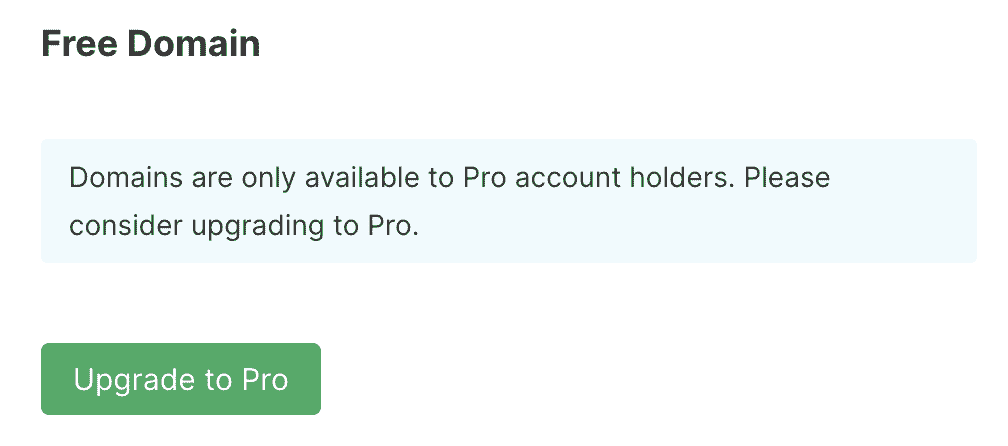 Free Domain
Domains are only available to Pro account holders. Please
consider upgrading to Pro.
Upgrade to Pro